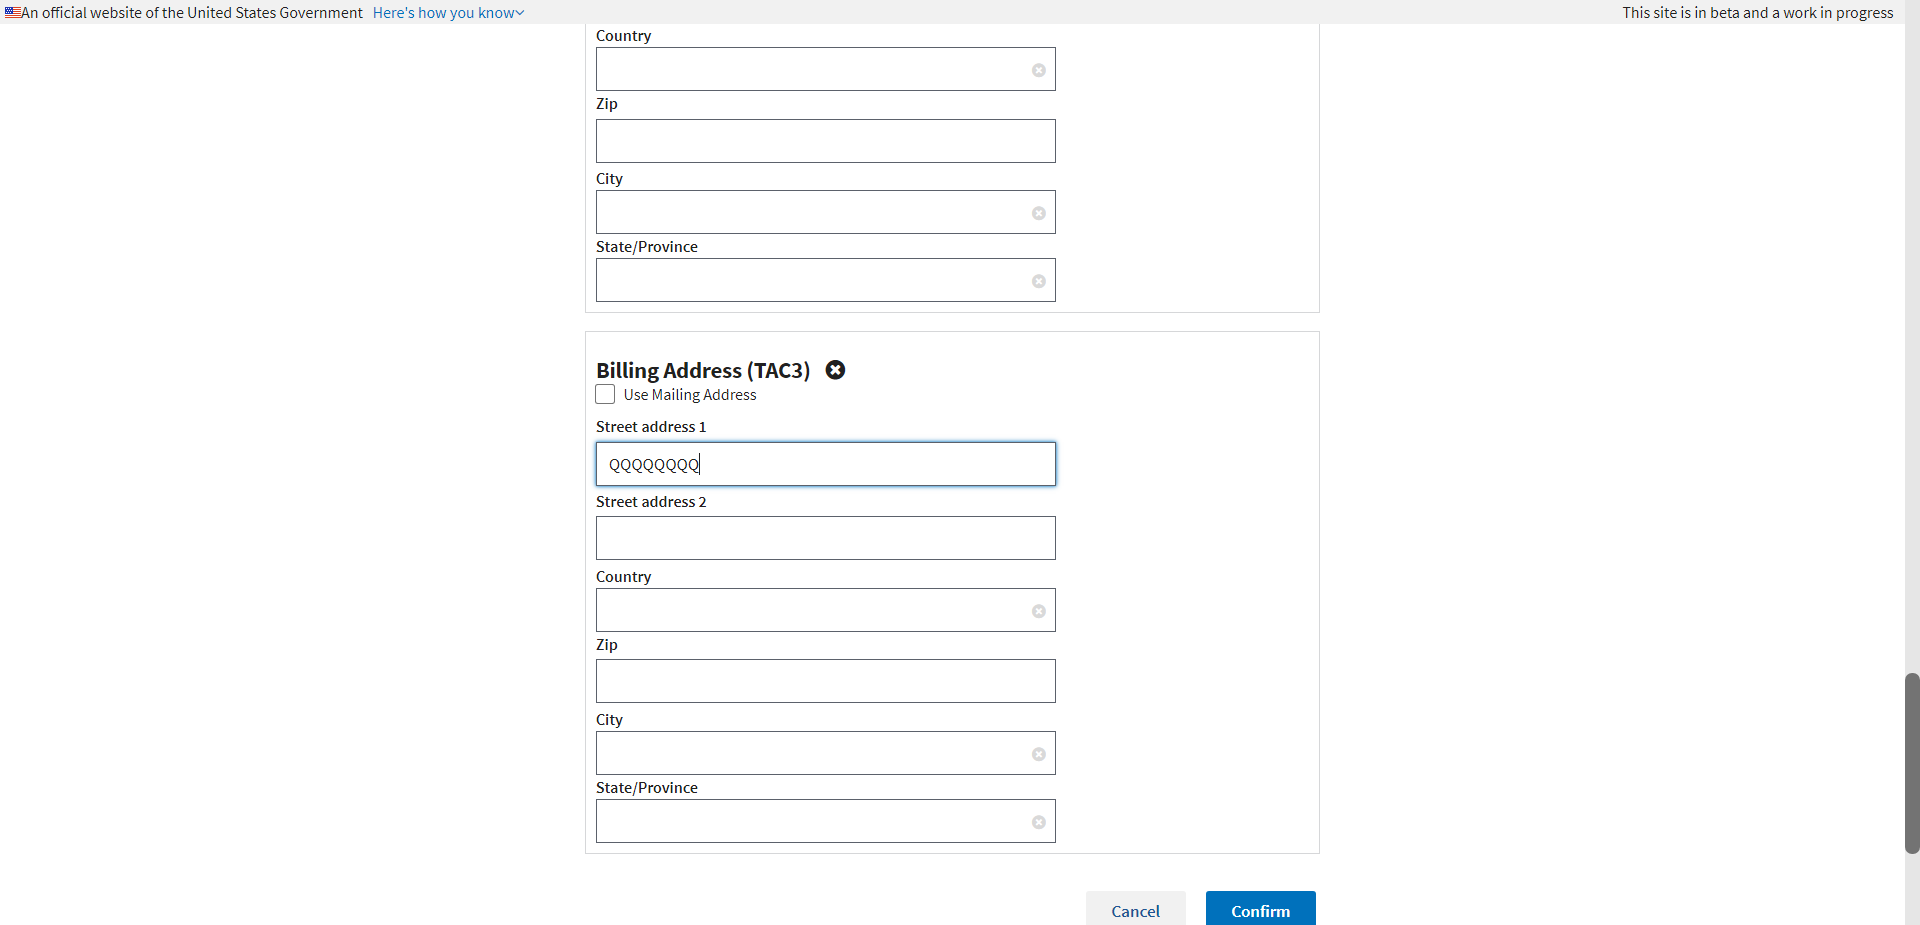 An official website of the United States Government Here's how you know
This site is in beta and a work in progress
Country
Zip
City
State/Province
Billing Address (TAC3)
Use Mailing Address
Street address 1
QQQQQQQQ
Street address 2
Country
Zip
City
State/Province
Cancel
Confirm